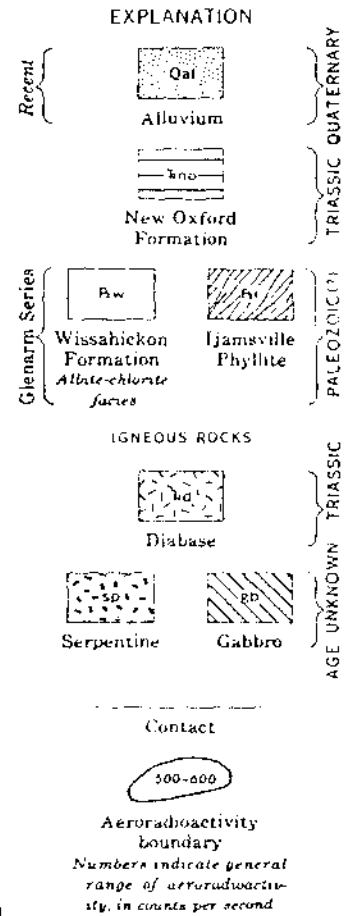 EXPLANATION
Recent
Qal
Alluvium
QUATERNARY
New Oxford
Formation
TRIASSIC
Glenarm Series
Wissahickon
Formation
Albite-chlorite
facies
Ijamsville
Phyllite
PALEOZOIC(?)
IGNEOUS ROCKS
Diabase
TRIASSIC
sp
Serpentine
gb
Gabbro
AGE UNKNOWN
Contact
500-600
Aeroradioactivity
boundary
Numbers indicate general
range of aeroradioactiv-
ity, in counts per second